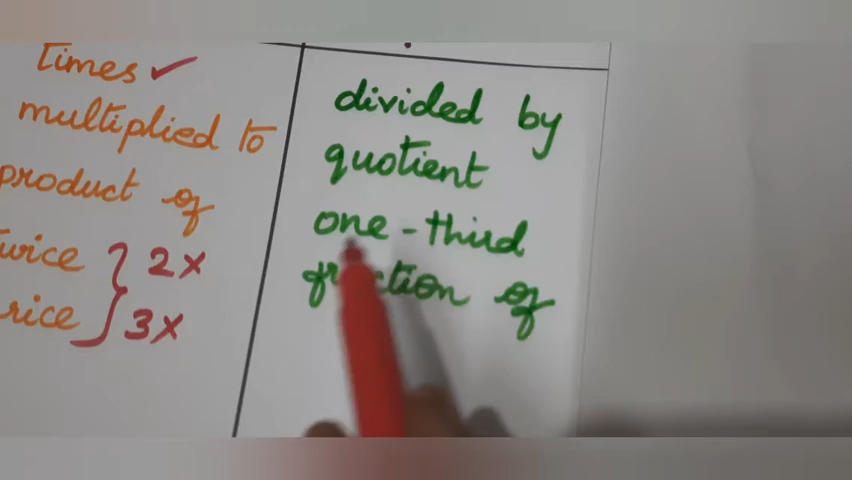 times ✓
multiplied to
product of
twice } 2x
rice } 3x
divided by
quotient
one-third
fraction of